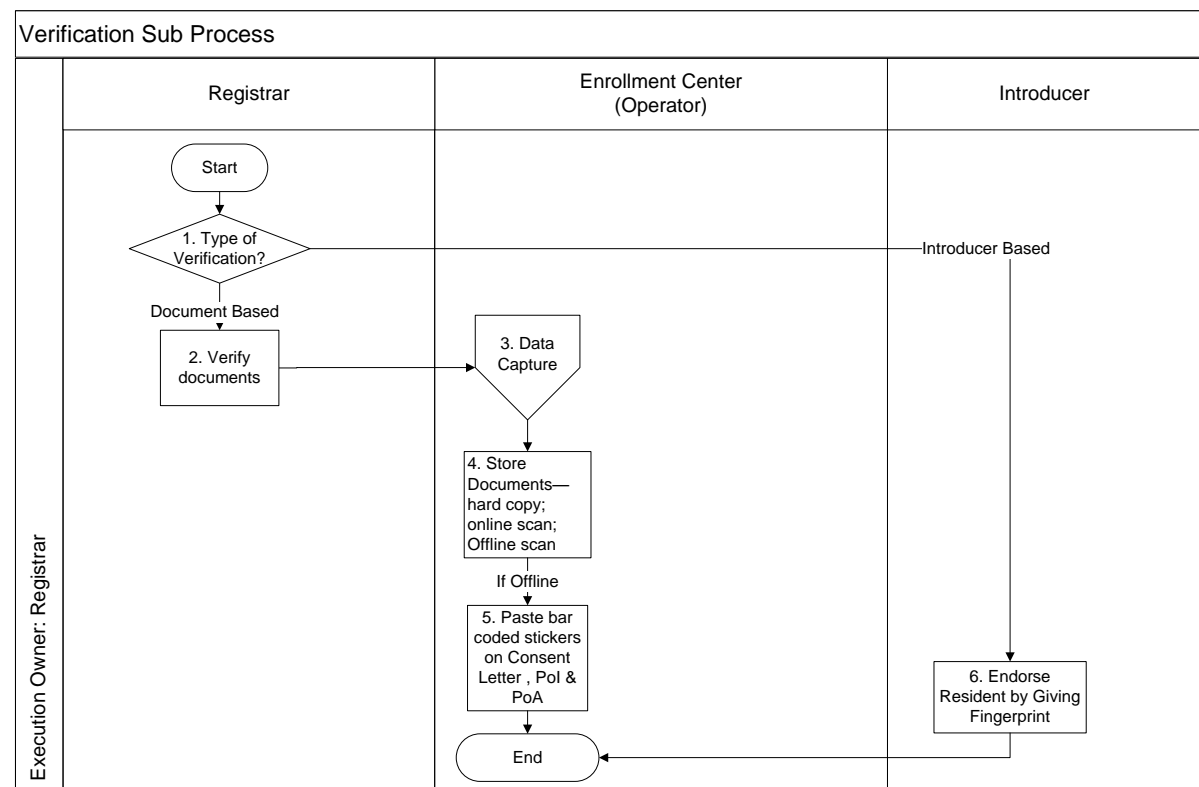 Verification Sub Process
Registrar
Enrollment Center
(Operator)
Introducer
Execution Owner: Registrar
Start
1. Type of
Verification?
Introducer Based
Document Based
2. Verify
documents
3. Data
Capture
4. Store
Documents—
hard copy;
online scan;
Offline scan
If Offline
5. Paste bar
coded stickers
on Consent
Letter , PoI &
PoA
6. Endorse
Resident by Giving
Fingerprint
End